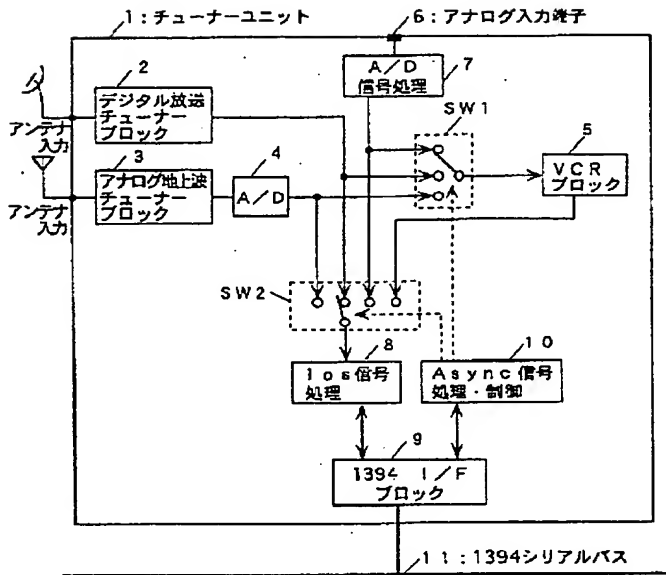 1:チューナーユニット
6:アナログ入力端子
A/D
信号処理
7
2
デジタル放送
チューナー
ブロック
アンテナ
入力
SW1
5
VCR
ブロック
3
アナログ地上波
チューナー
ブロック
4
A/D
アンテナ
入力
SW2
8
Ios信号
処理
10
Async信号
処理・制御
9
1394 I/F
ブロック
11:1394シリアルバス